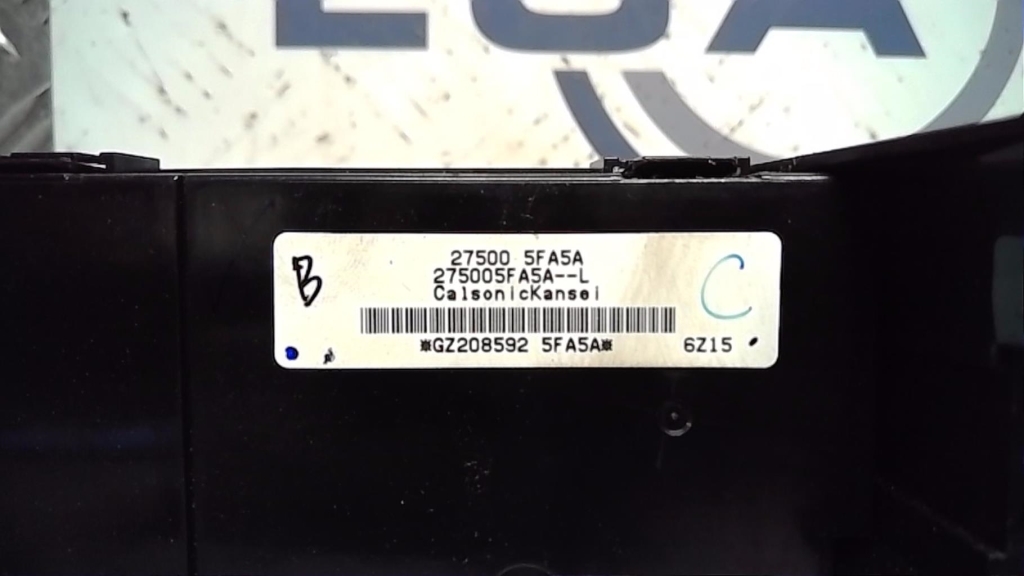 27500 5FA5A
275005FA5A--L
CalsonicKansei
B
C
*GZ208592 5FA5A*
6Z15